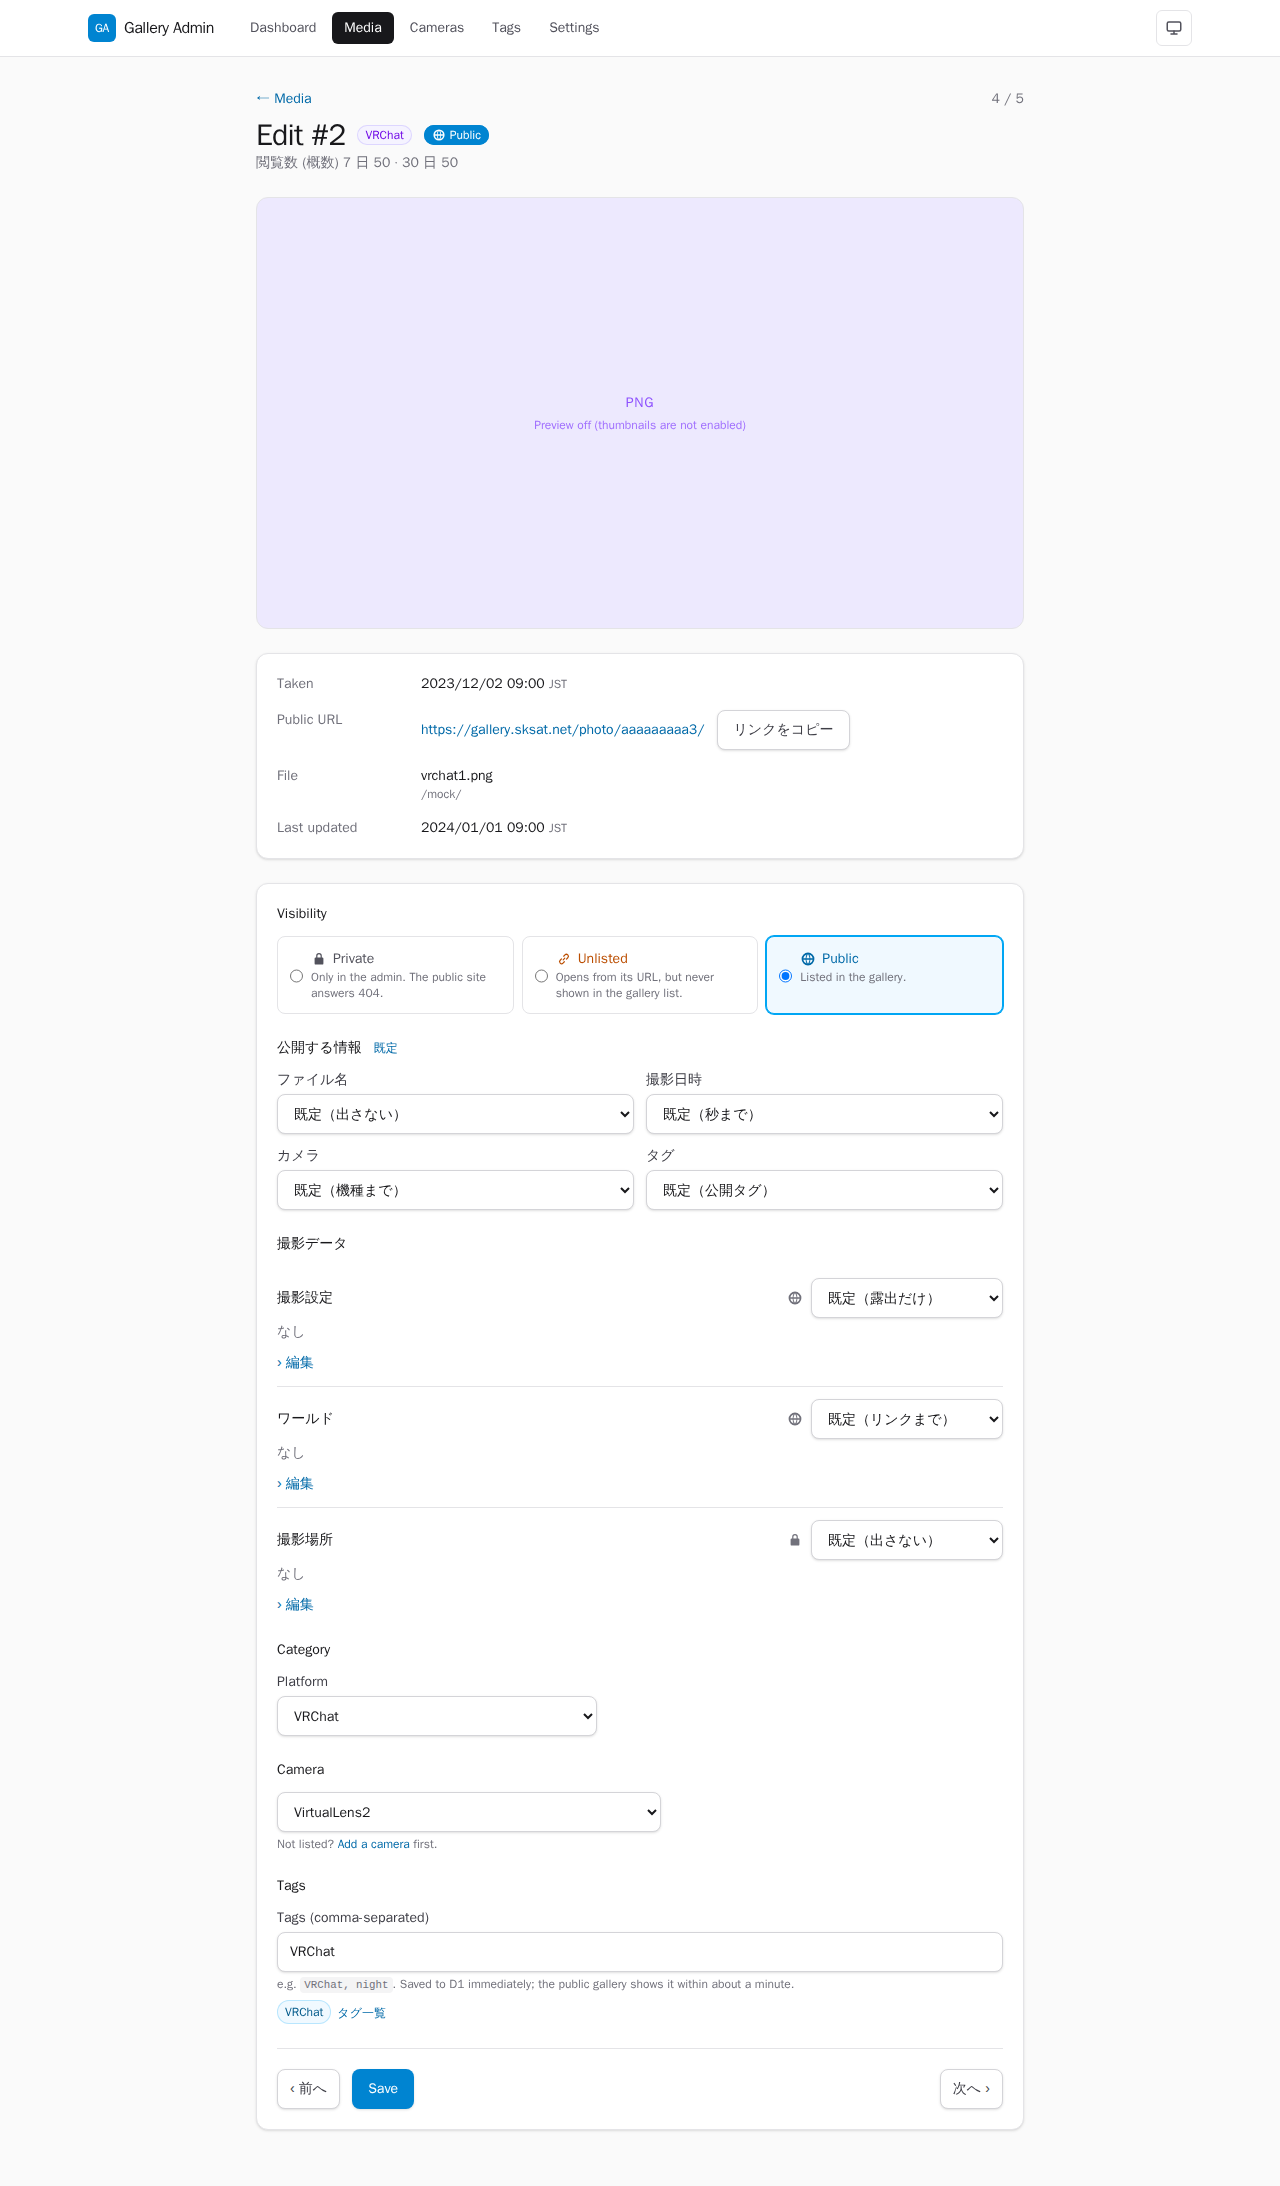 GA Gallery Admin Dashboard Media Cameras Tags Settings
← Media 4 / 5
Edit #2 VRChat Public
閲覧数 (概数) 7 日 50 · 30 日 50
PNG
Preview off (thumbnails are not enabled)
Taken 2023/12/02 09:00 JST
Public URL https://gallery.sksat.net/photo/aaaaaaaaa3/ リンクをコピー
File vrchat1.png
/mock/
Last updated 2024/01/01 09:00 JST
Visibility
Private
Only in the admin. The public site
answers 404.
Unlisted
Opens from its URL, but never
shown in the gallery list.
Public
Listed in the gallery.
公開する情報 既定
ファイル名 撮影日時
既定（出さない） 既定（秒まで）
カメラ タグ
既定（機種まで） 既定（公開タグ）
撮影データ
撮影設定 既定（露出だけ）
なし
› 編集
ワールド 既定（リンクまで）
なし
› 編集
撮影場所 既定（出さない）
なし
› 編集
Category
Platform
VRChat
Camera
VirtualLens2
Not listed? Add a camera first.
Tags
Tags (comma-separated)
VRChat
e.g. VRChat, night. Saved to D1 immediately; the public gallery shows it within about a minute.
VRChat タグ一覧
‹ 前へ Save 次へ ›